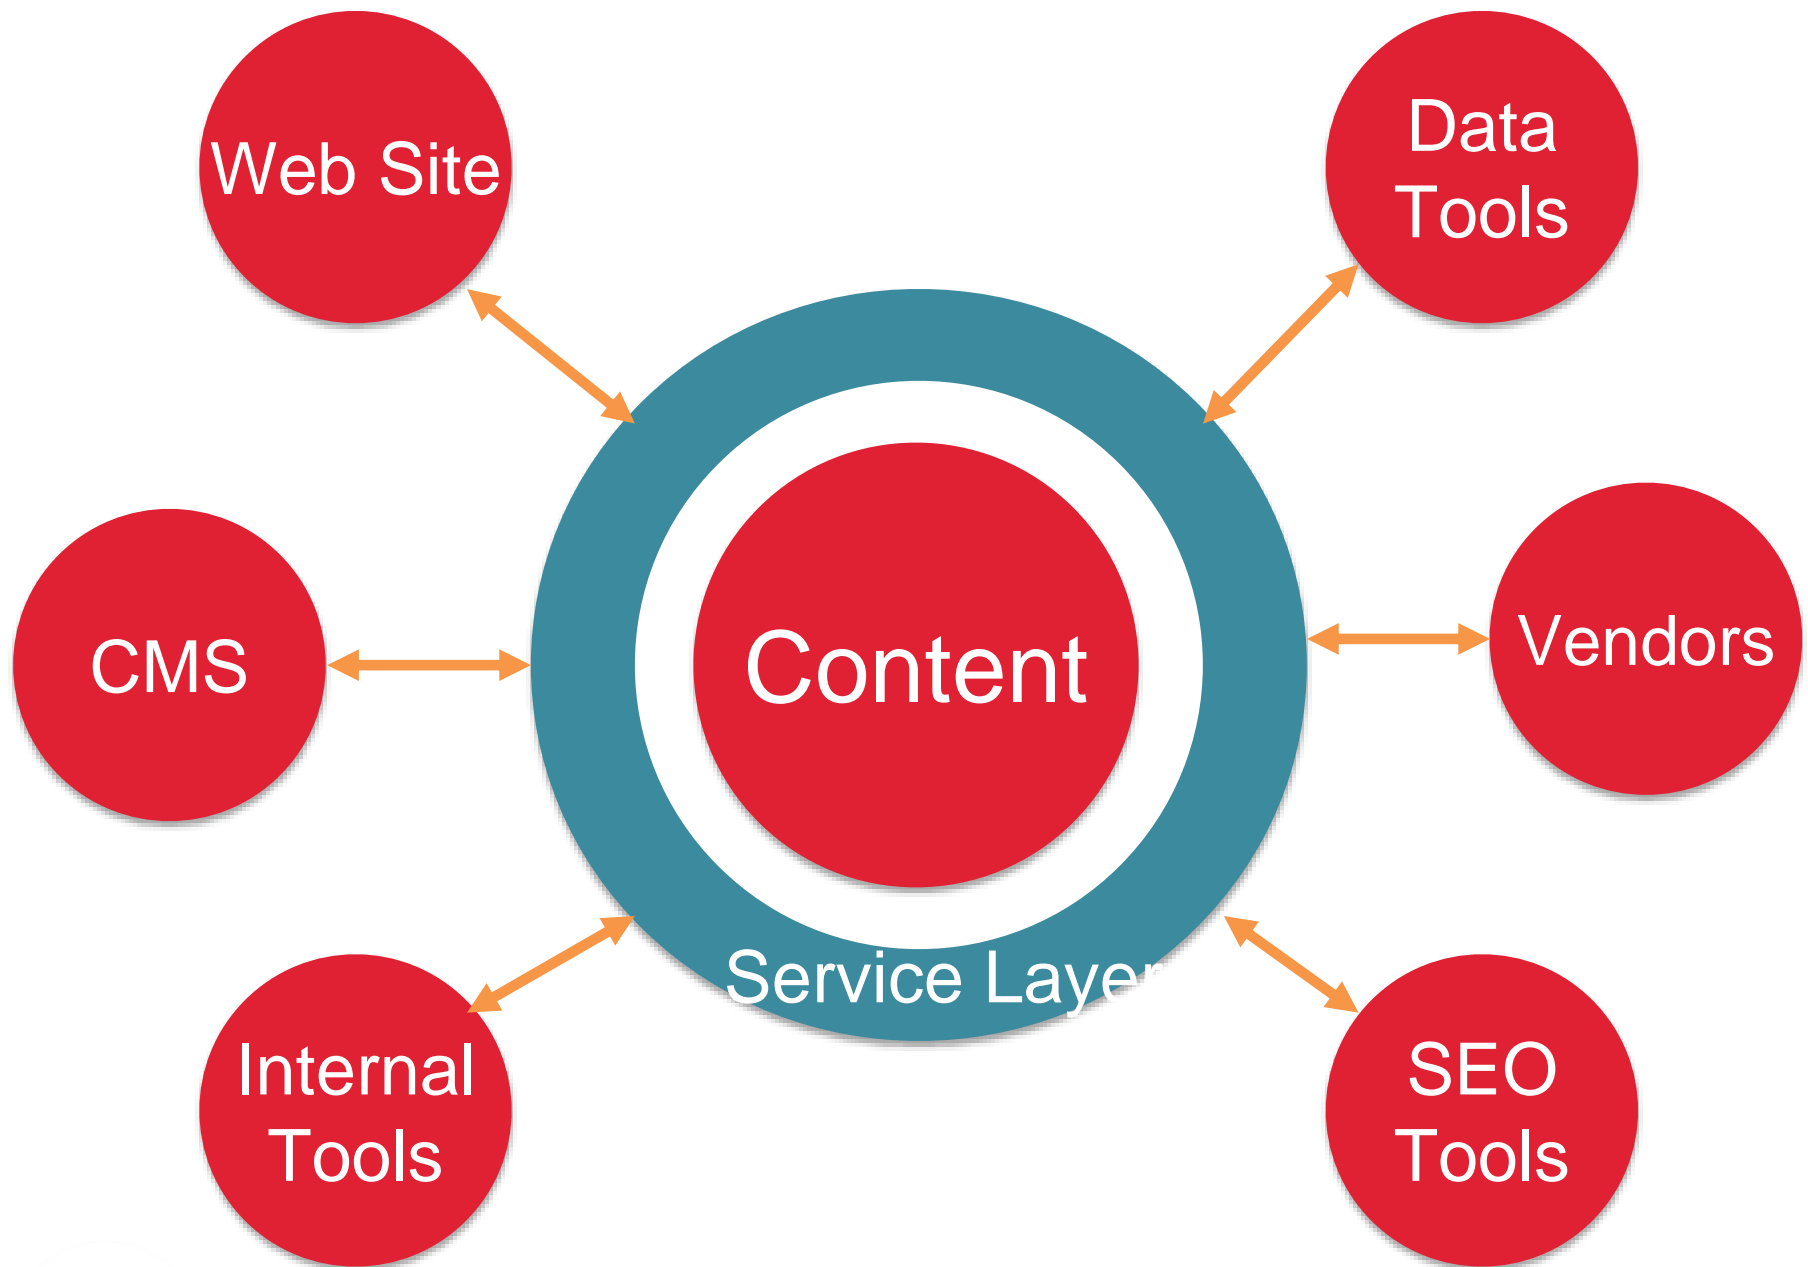 Web Site
Data
Tools
CMS
Content
Vendors
Service Layer
Internal
Tools
SEO
Tools